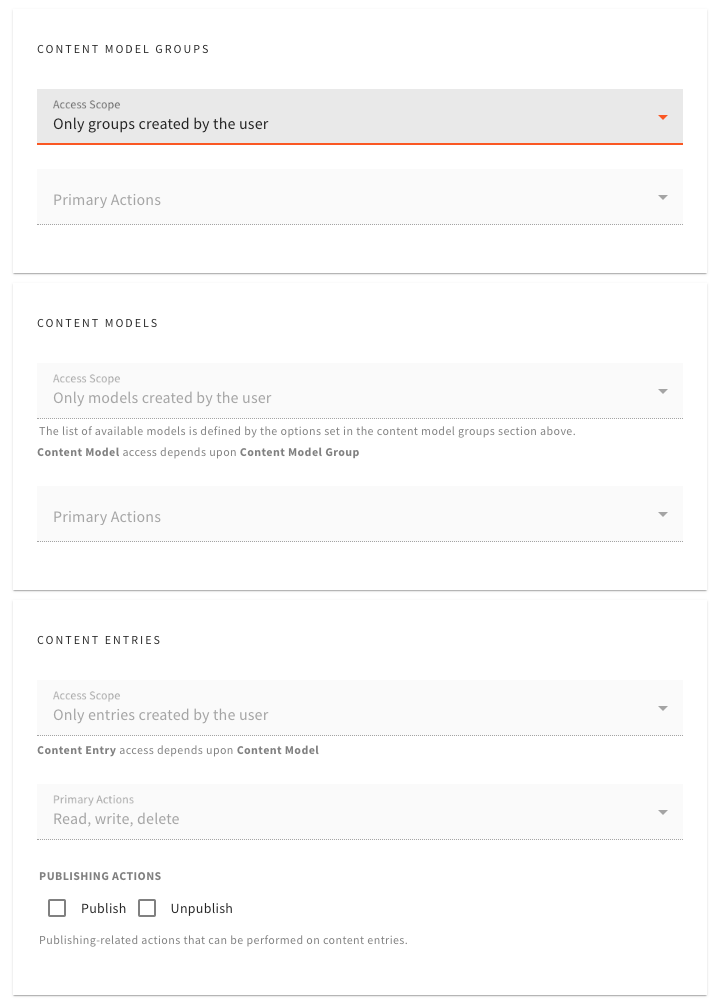 CONTENT MODEL GROUPS
Access Scope
Only groups created by the user
Primary Actions
CONTENT MODELS
Access Scope
Only models created by the user
The list of available models is defined by the options set in the content model groups section above.
Content Model access depends upon Content Model Group
Primary Actions
CONTENT ENTRIES
Access Scope
Only entries created by the user
Content Entry access depends upon Content Model
Primary Actions
Read, write, delete
PUBLISHING ACTIONS
Publish Unpublish
Publishing-related actions that can be performed on content entries.